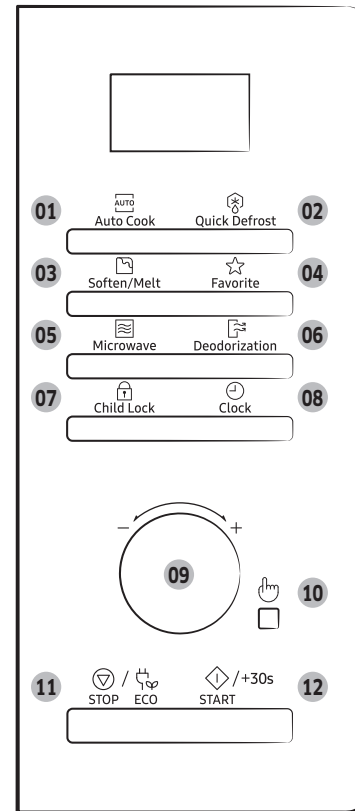 AUTO
01 Auto Cook Quick Defrost 02
03 Soften/Melt Favorite 04
05 Microwave Deodorization 06
07 Child Lock Clock 08
− +
09
10
11 / /+30s 12
STOP ECO START